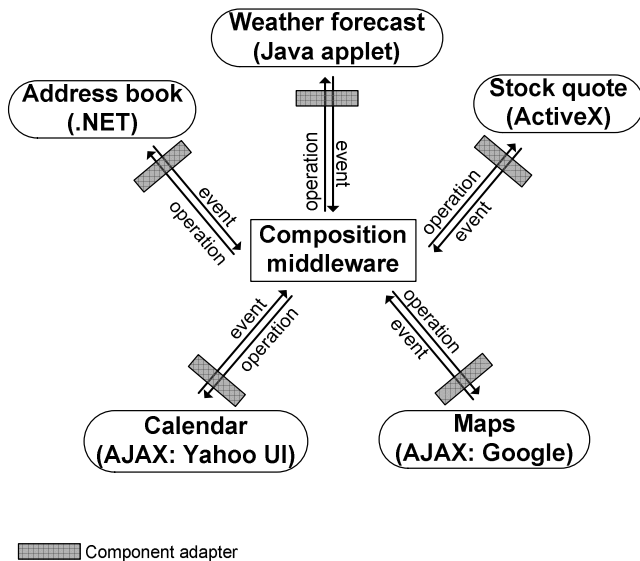 Weather forecast
(Java applet)
Address book
(.NET)
Stock quote
(ActiveX)
event
operation
operation
event
operation
event
Composition
middleware
event
operation
operation
event
Calendar
(AJAX: Yahoo UI)
Maps
(AJAX: Google)
Component adapter